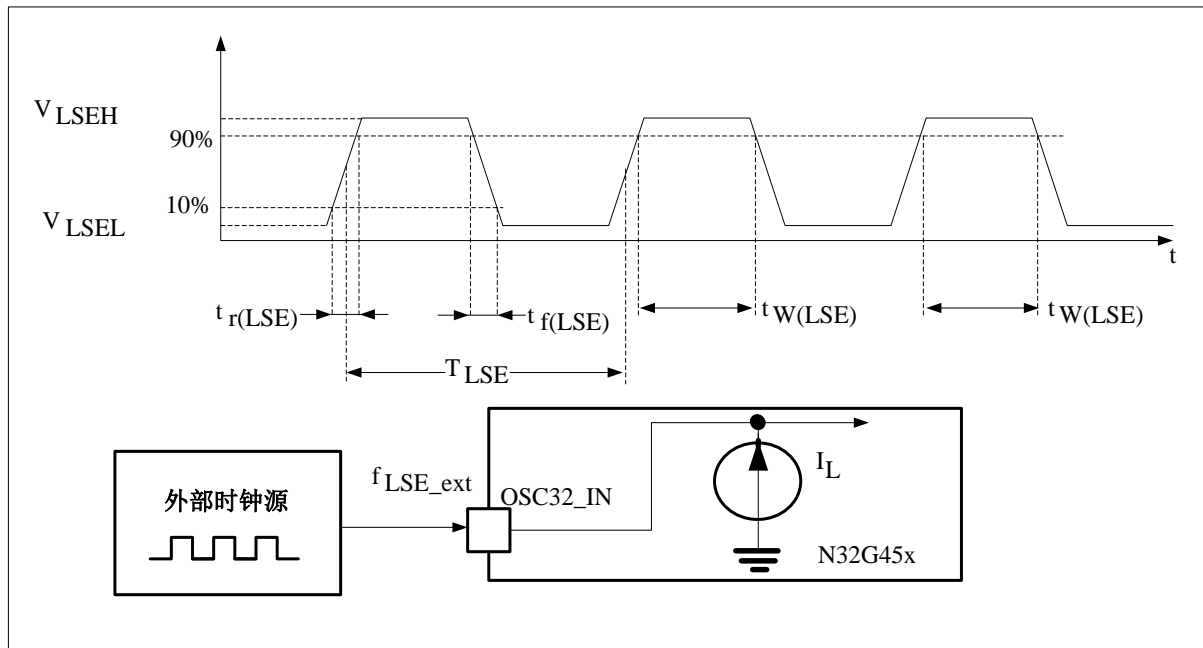 V LSEH
90%
10%
V LSEL
t
t r(LSE)
t f(LSE)
t W(LSE)
t W(LSE)
T LSE
外部时钟源
f LSE_ext
OSC32_IN
I L
N32G45x